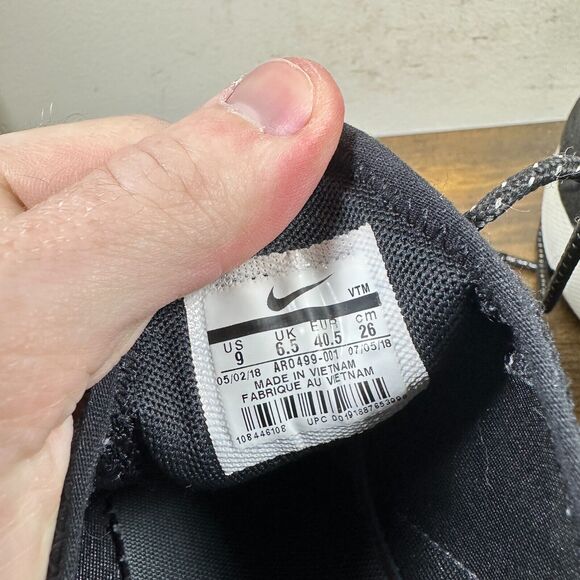 VTM
US UK EUR cm
9 6.5 40.5 26
05/02/18 AR0499-001 07/05/18
MADE IN VIETNAM
FABRIQUE AU VIETNAM
108446108 UPC